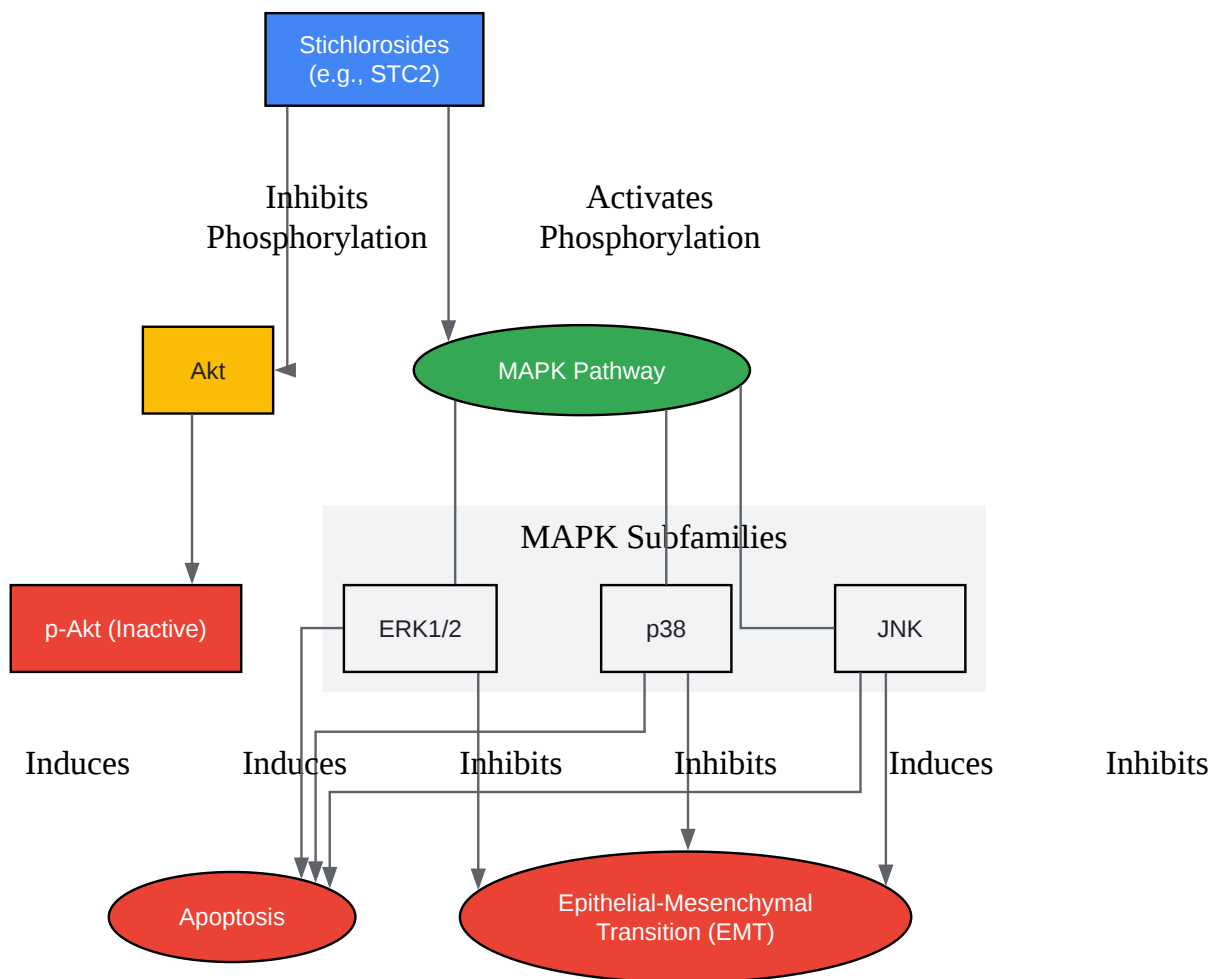 Stichlorosides
(e.g., STC2)
Inhibits
Phosphorylation
Activates
Phosphorylation
Akt
MAPK Pathway
MAPK Subfamilies
p-Akt (Inactive)
ERK1/2
p38
JNK
Induces
Induces
Inhibits
Inhibits
Induces
Inhibits
Apoptosis
Epithelial-Mesenchymal
Transition (EMT)